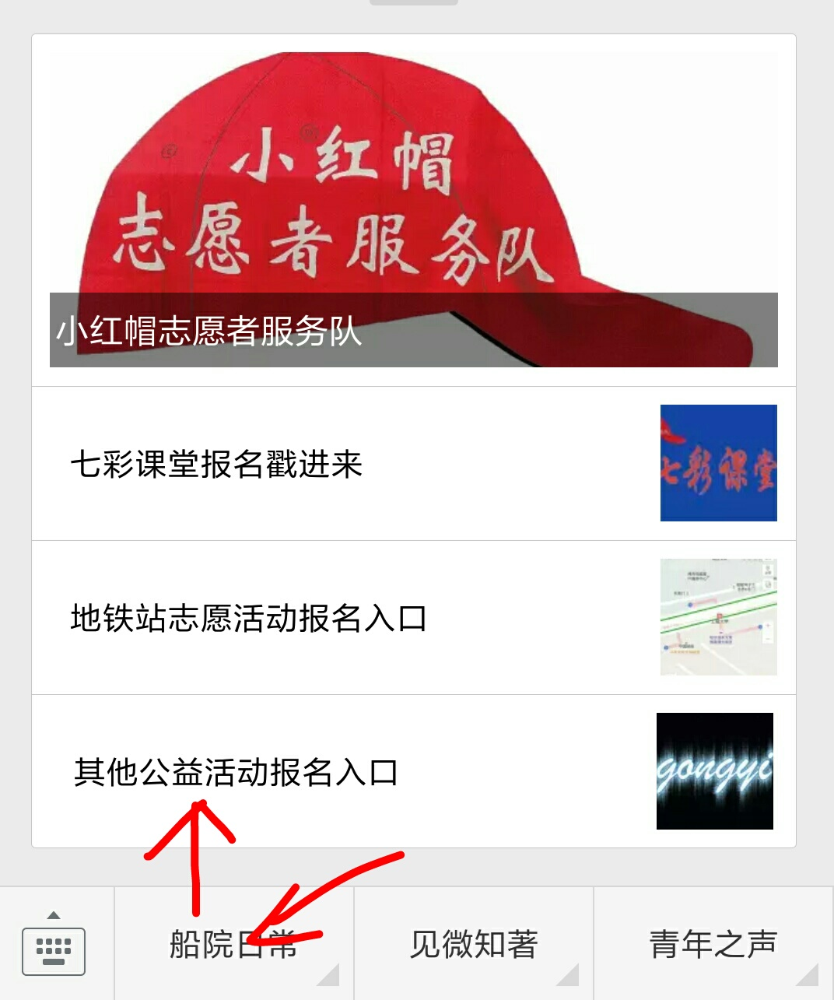 小红帽
志愿者服务队
小红帽志愿者服务队
七彩课堂报名戳进来
七彩课堂
地铁站志愿活动报名入口
其他公益活动报名入口
gongyi
船院日常
见微知著
青年之声